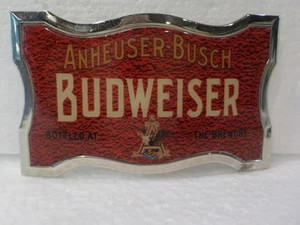 ANHEUSER-BUSCH
BUDWEISER
BOTTLED AT THE BREWERY